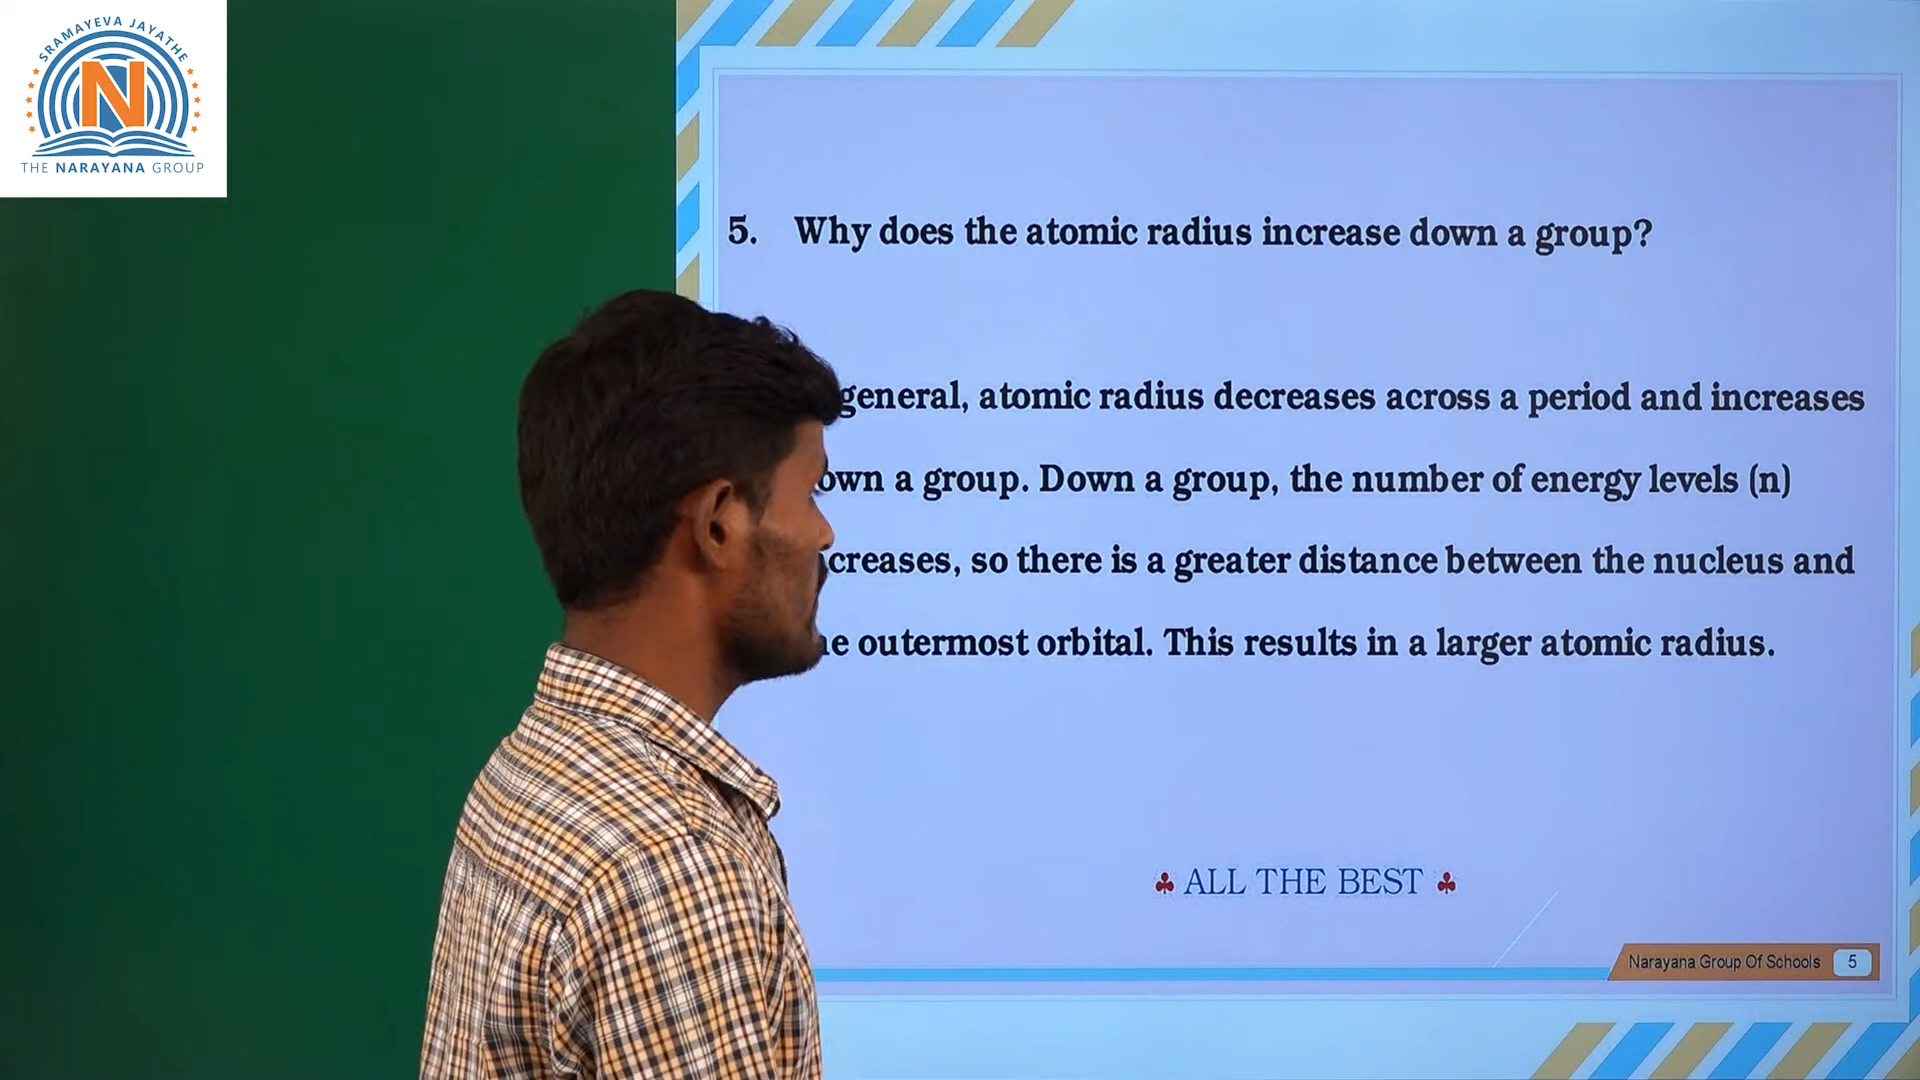 SRAMAYEVA JAYATHE
N
THE NARAYANA GROUP
5. Why does the atomic radius increase down a group?
general, atomic radius decreases across a period and increases
own a group. Down a group, the number of energy levels (n)
creases, so there is a greater distance between the nucleus and
e outermost orbital. This results in a larger atomic radius.
♣ ALL THE BEST ♣
Narayana Group Of Schools 5